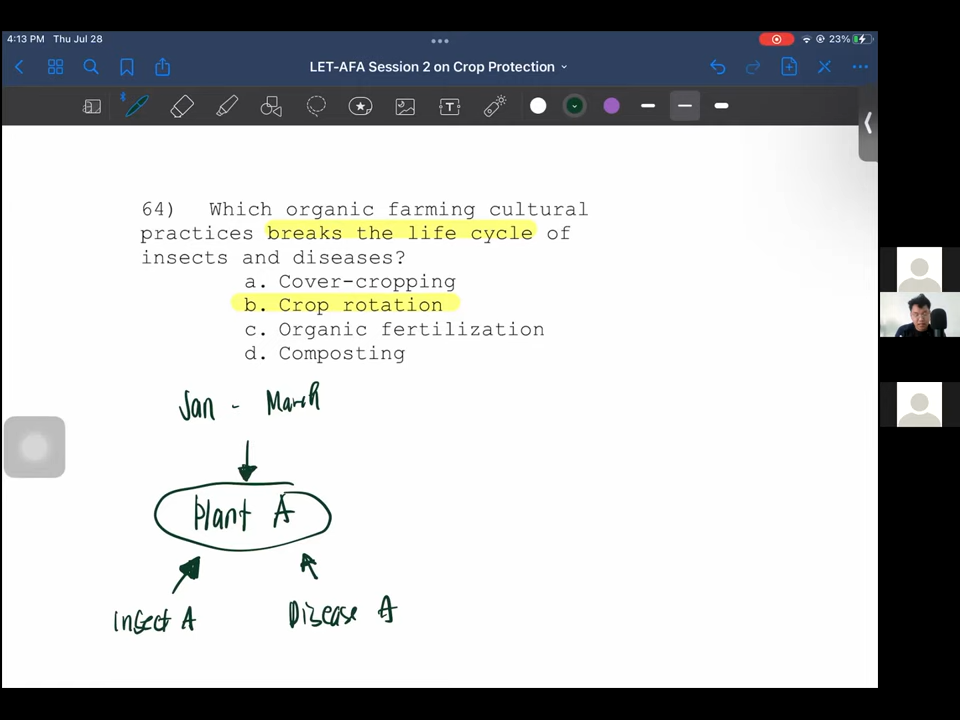 4:13 PM Thu Jul 28
23%
LET-AFA Session 2 on Crop Protection
64) Which organic farming cultural
practices breaks the life cycle of
insects and diseases?
a. Cover-cropping
b. Crop rotation
c. Organic fertilization
d. Composting
Jan - March
Plant A
Insect A
Disease A